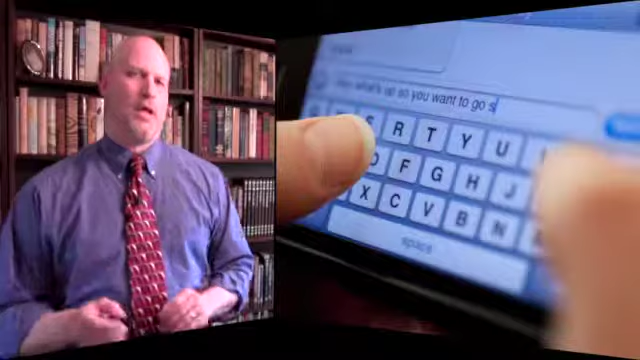 what's up so you want to go s
R T Y U
F G H J
X C V B N
space